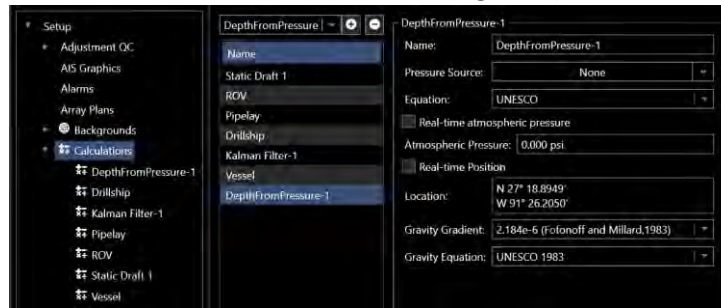 Setup
Adjustment QC
AIS Graphics
Alarms
Array Plans
Backgrounds
Calculations
DepthFromPressure-1
Drillship
Kalman Filter-1
Pipelay
ROV
Static Draft 1
Vessel
DepthFromPressure
Name
Static Draft 1
ROV
Pipelay
Drillship
Kalman Filter-1
Vessel
DepthFromPressure-1
DepthFromPressure-1
Name: DepthFromPressure-1
Pressure Source: None
Equation: UNESCO
Real-time atmospheric pressure
Atmospheric Pressure: 0.000 psi
Real-time Position
Location: N 27° 18.8949'
W 91° 26.2050'
Gravity Gradient: 2.184e-6 (Fofonoff and Millard,1983)
Gravity Equation: UNESCO 1983